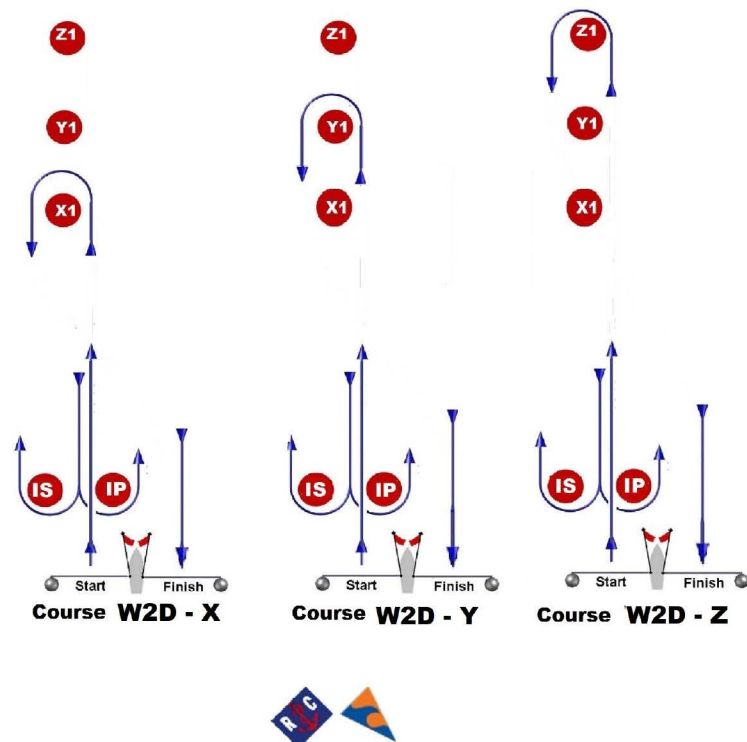 Z1
Y1
X1
IS
IP
Start
Finish
Course W2D - X
Z1
Y1
X1
IS
IP
Start
Finish
Course W2D - Y
Z1
Y1
X1
IS
IP
Start
Finish
Course W2D - Z
R
C